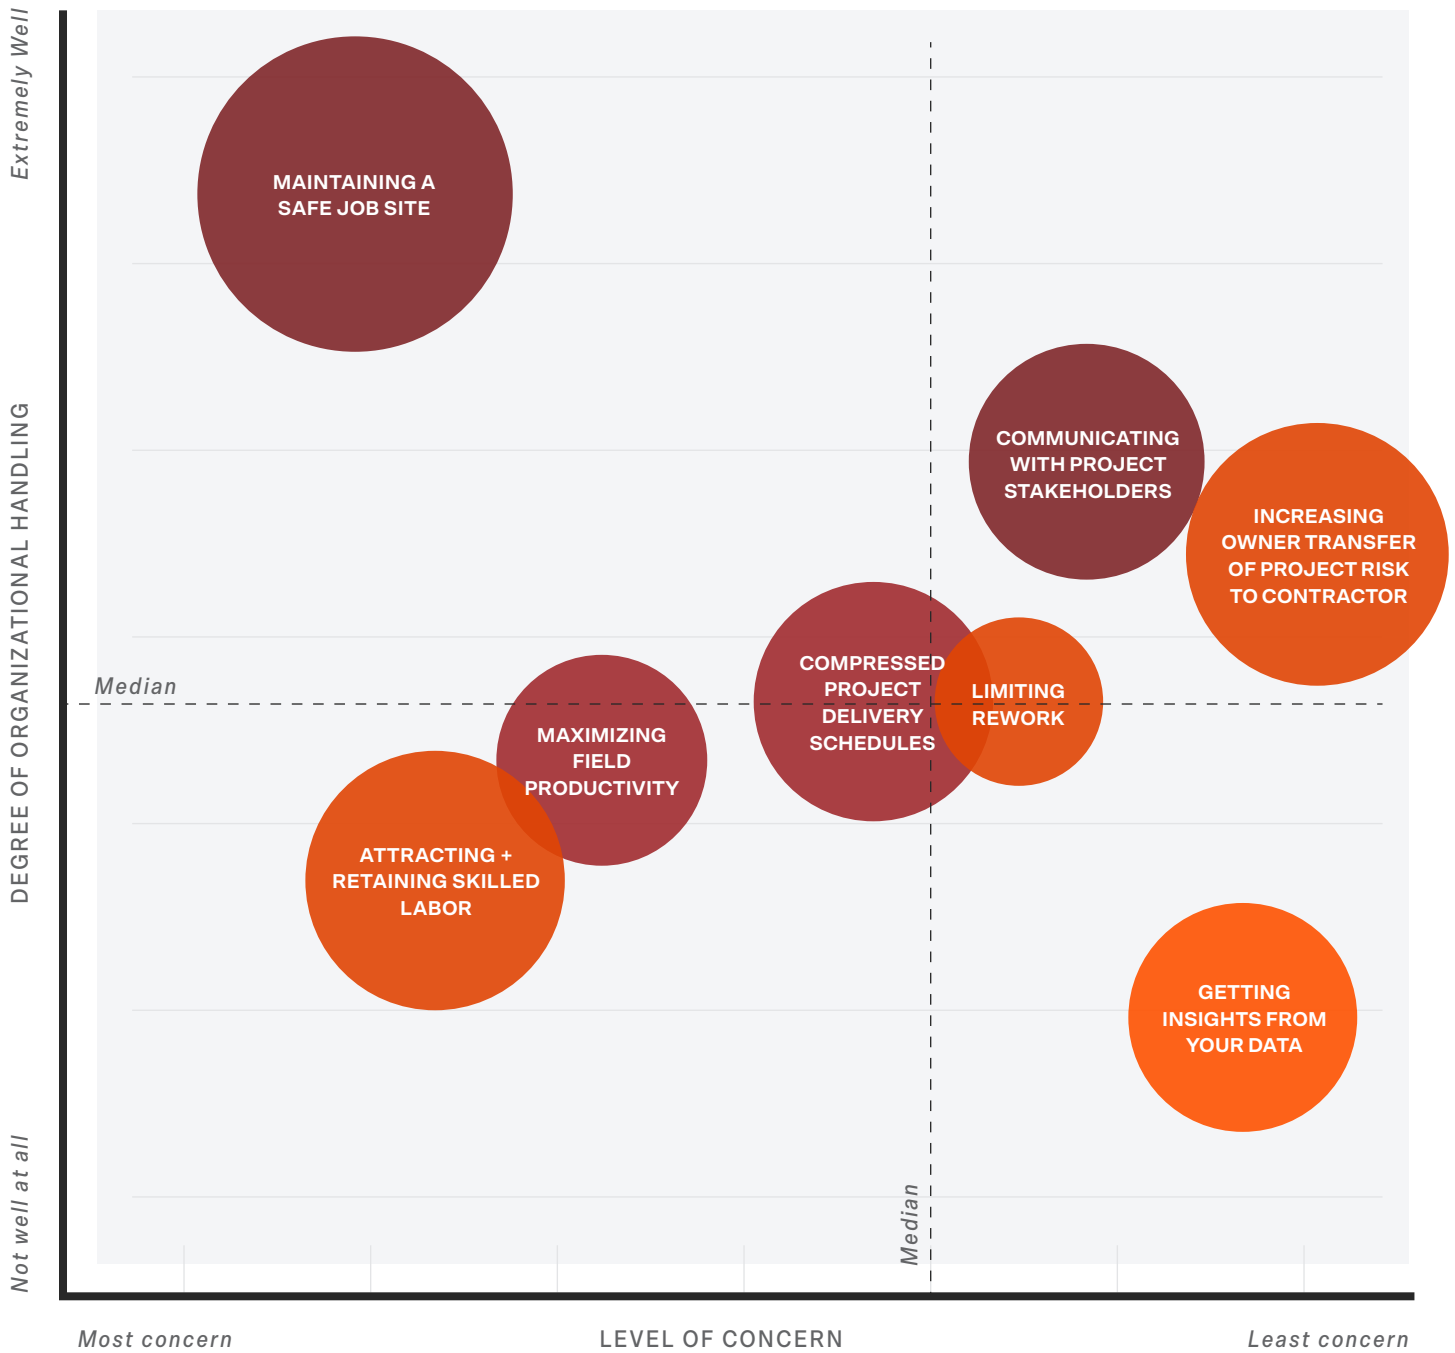 Extremely Well
DEGREE OF ORGANIZATIONAL HANDLING
Not well at all
MAINTAINING A
SAFE JOB SITE
COMMUNICATING
WITH PROJECT
STAKEHOLDERS
INCREASING
OWNER TRANSFER
OF PROJECT RISK
TO CONTRACTOR
COMPRESSED
PROJECT
DELIVERY
SCHEDULES
LIMITING
REWORK
Median
MAXIMIZING
FIELD
PRODUCTIVITY
ATTRACTING +
RETAINING SKILLED
LABOR
GETTING
INSIGHTS FROM
YOUR DATA
Median
Most concern
LEVEL OF CONCERN
Least concern